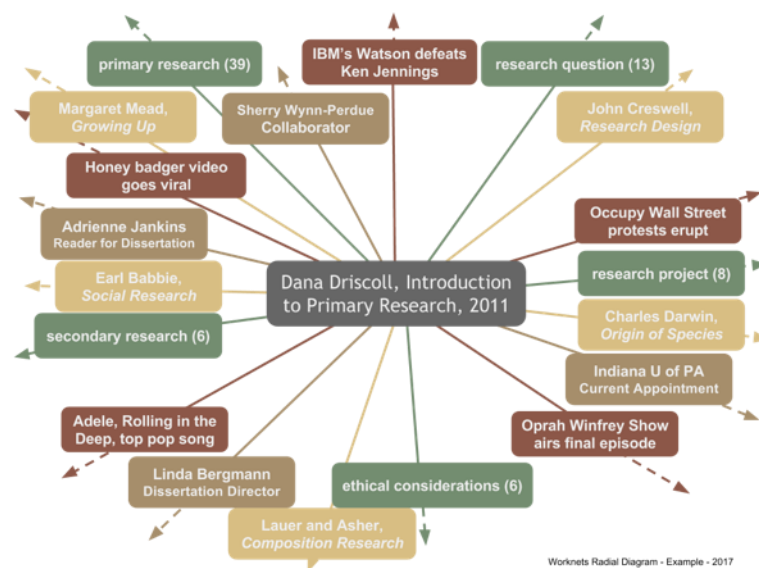 IBM's Watson defeats
Ken Jennings
primary research (39)
research question (13)
Margaret Mead,
Growing Up
Sherry Wynn-Perdue
Collaborator
John Creswell,
Research Design
Honey badger video
goes viral
Adrienne Jankins
Reader for Dissertation
Occupy Wall Street
protests erupt
Earl Babbie,
Social Research
Dana Driscoll, Introduction
to Primary Research, 2011
research project (8)
secondary research (6)
Charles Darwin,
Origin of Species
Indiana U of PA
Current Appointment
Adele, Rolling in the
Deep, top pop song
Oprah Winfrey Show
airs final episode
Linda Bergmann
Dissertation Director
ethical considerations (6)
Lauer and Asher,
Composition Research
Worknets Radial Diagram - Example - 2017